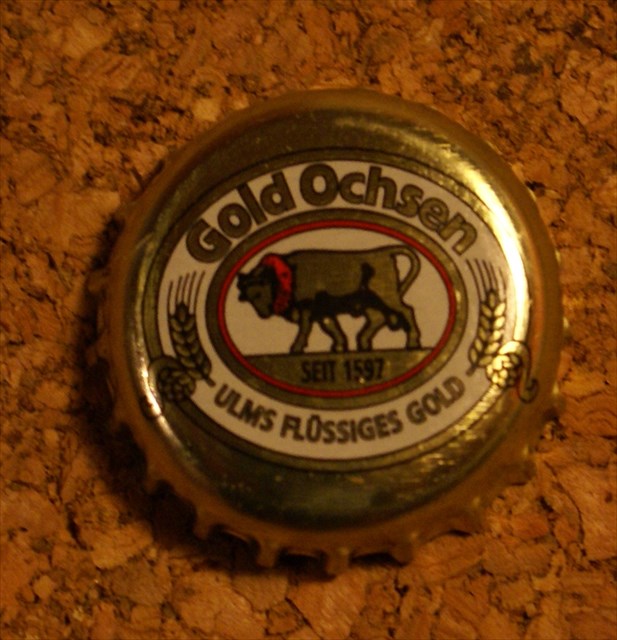 Gold Ochsen
SEIT 1597
ULM'S FLÜSSIGES GOLD